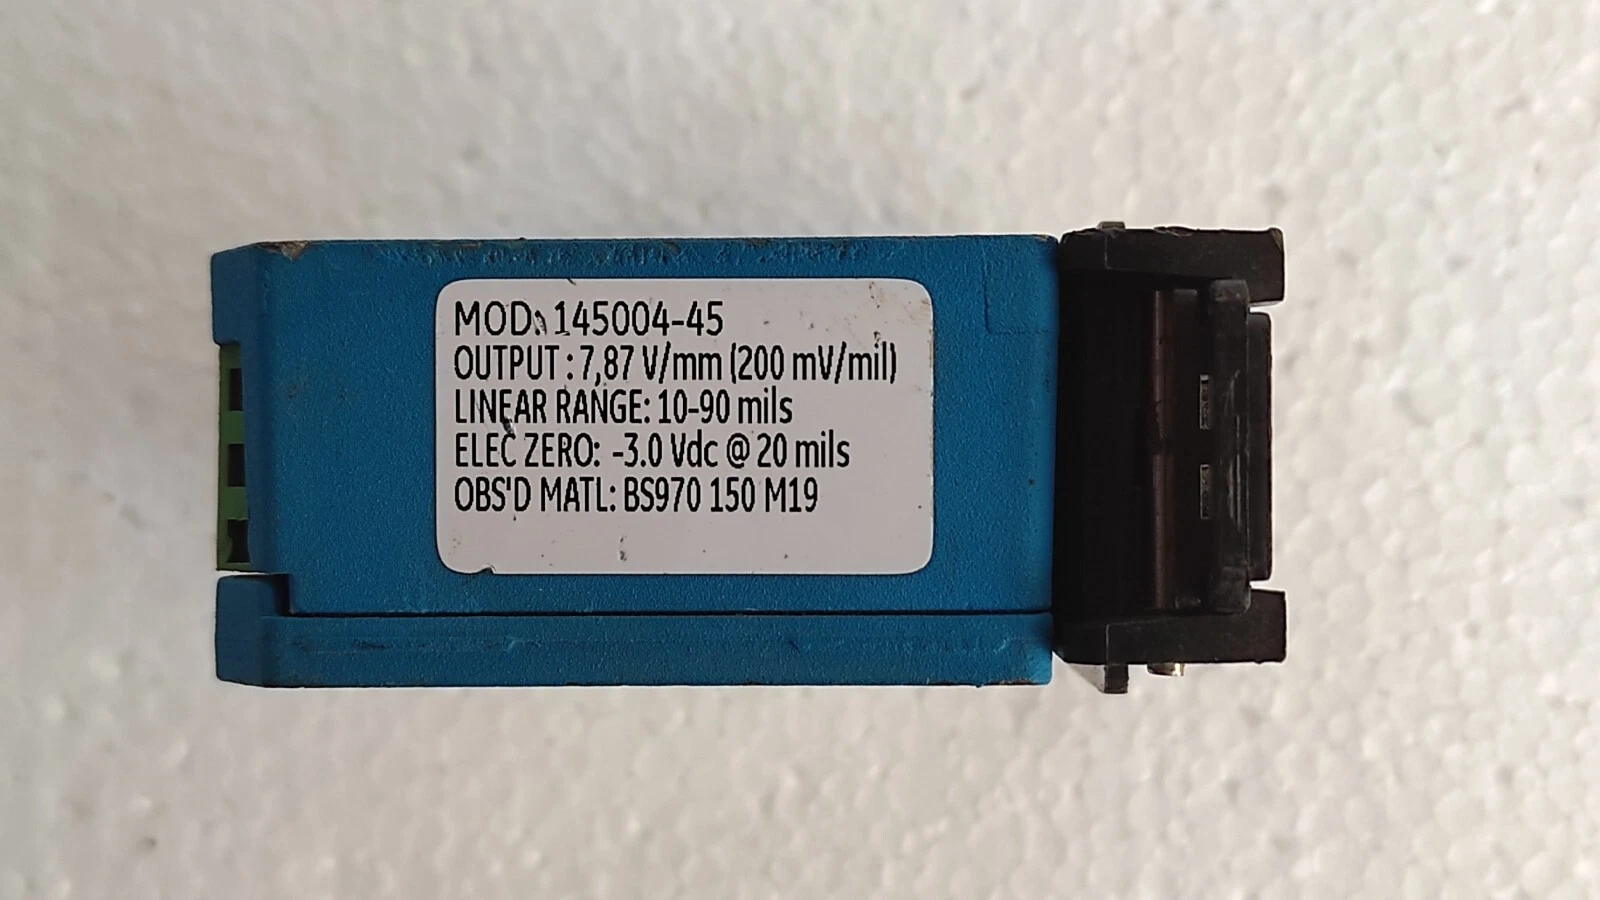 MOD: 145004-45
OUTPUT : 7,87 V/mm (200 mV/mil)
LINEAR RANGE: 10-90 mils
ELEC ZERO: -3.0 Vdc @ 20 mils
OBS'D MATL: BS970 150 M19